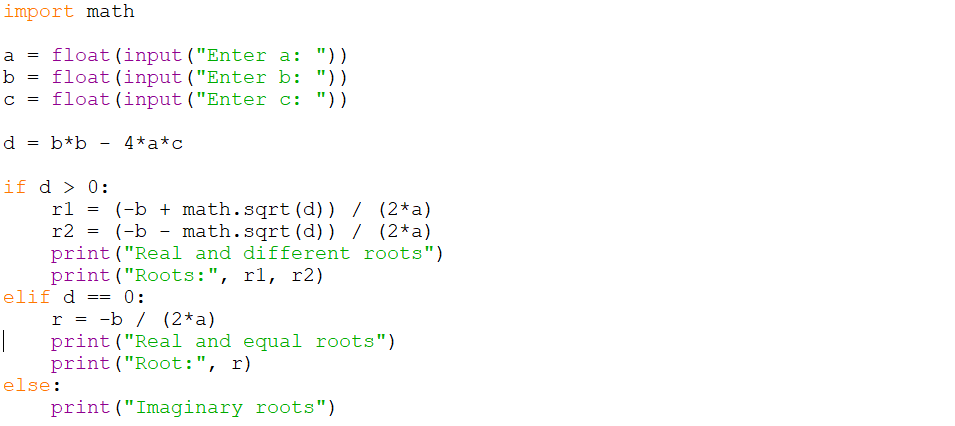 import math

a = float(input("Enter a: "))
b = float(input("Enter b: "))
c = float(input("Enter c: "))

d = b*b - 4*a*c

if d > 0:
    r1 = (-b + math.sqrt(d)) / (2*a)
    r2 = (-b - math.sqrt(d)) / (2*a)
    print("Real and different roots")
    print("Roots:", r1, r2)
elif d == 0:
    r = -b / (2*a)
    print("Real and equal roots")
    print("Root:", r)
else:
    print("Imaginary roots")